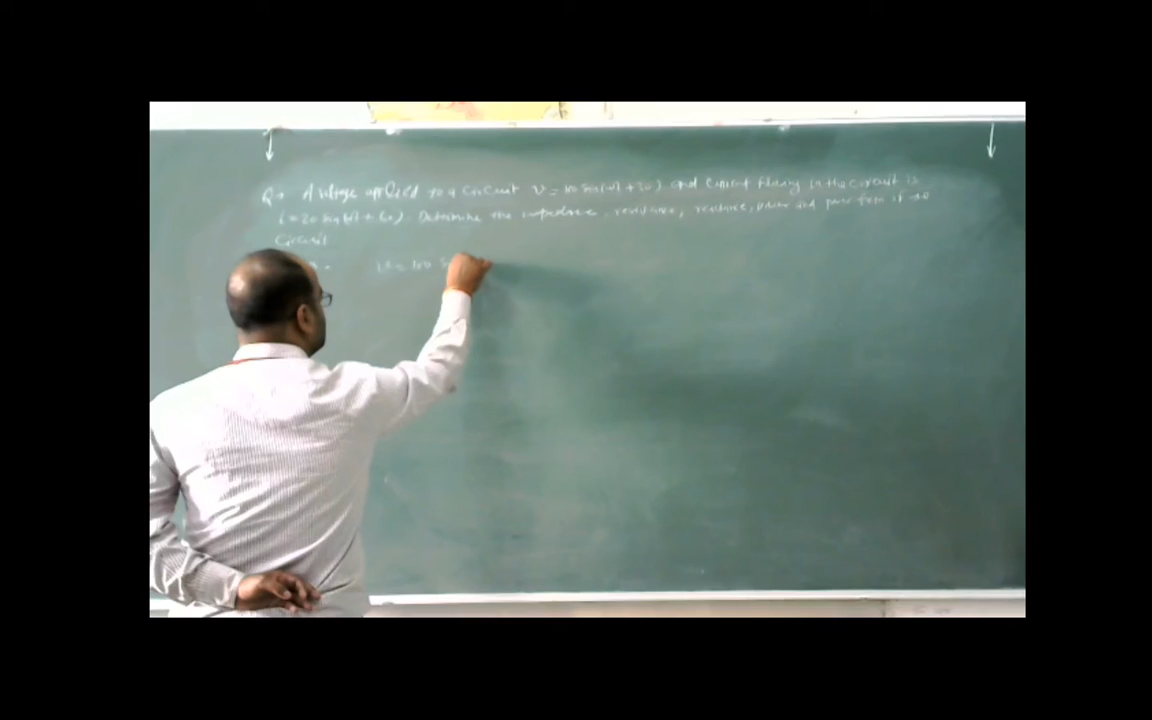 Q→ A voltage applied to a circuit v = 100 sin(ωt+30) and current flowing in the circuit is
i = 20 sin(ωt + 60). Determine the impedance, resistance, reactance, power and power factor of the
circuit.
v = 100 S